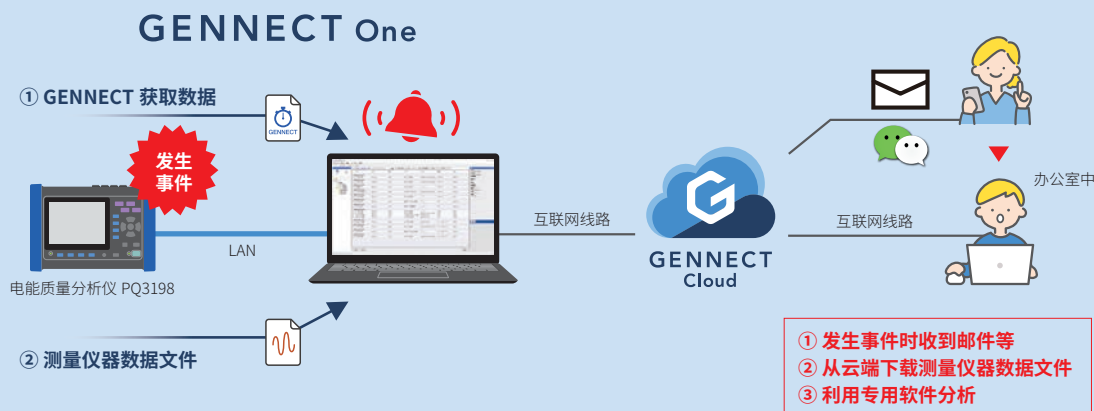 GENNECT One
① GENNECT 获取数据
GENNECT
发生
事件
LAN
电能质量分析仪 PQ3198
② 测量仪器数据文件
互联网线路
GENNECT
Cloud
互联网线路
办公室中
① 发生事件时收到邮件等
② 从云端下载测量仪器数据文件
③ 利用专用软件分析